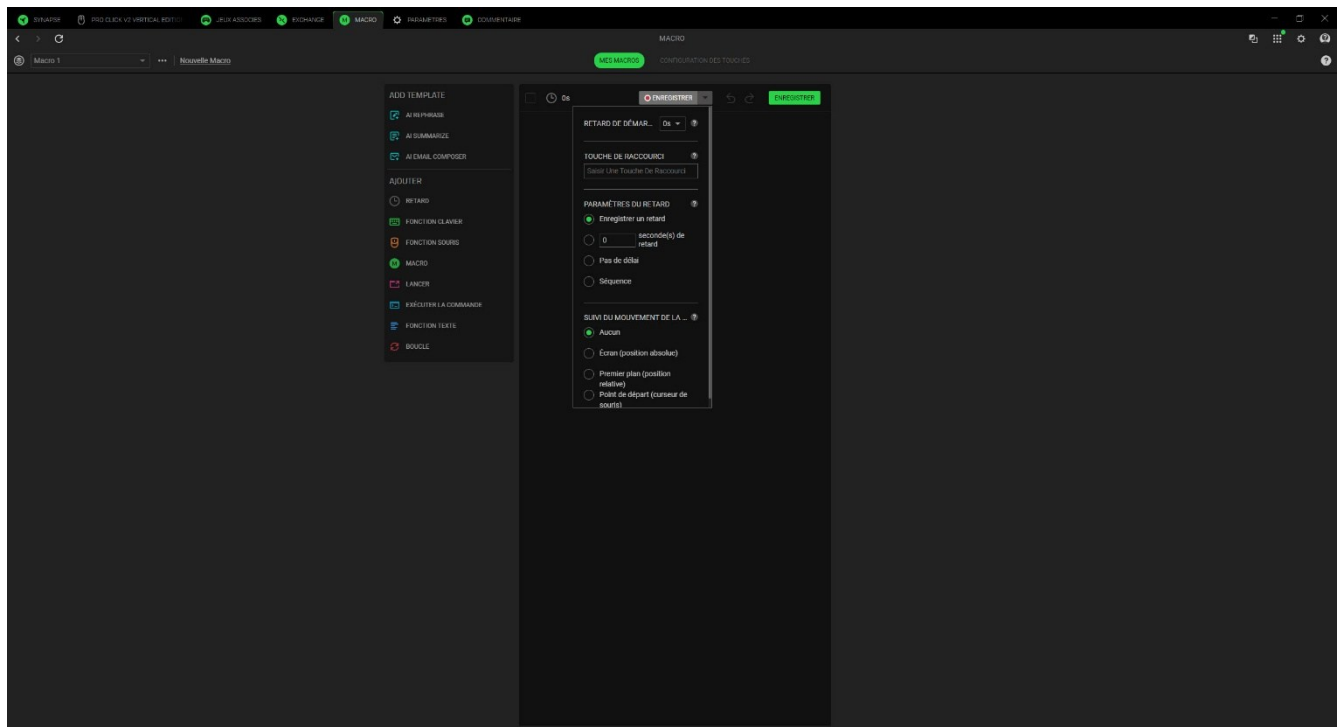 SYNAPSE
PRO CLICK V2 VERTICAL EDITIO
JEUX ASSOCIÉS
EXCHANGE
MACRO
PARAMÈTRES
COMMENTAIRE
MACRO
Macro 1
Nouvelle Macro
MES MACROS
CONFIGURATION DES TOUCHES
ADD TEMPLATE
AI REPHRASE
AI SUMMARIZE
AI EMAIL COMPOSER
AJOUTER
RETARD
FONCTION CLAVIER
FONCTION SOURIS
MACRO
LANCER
EXÉCUTER LA COMMANDE
FONCTION TEXTE
BOUCLE
0s
ENREGISTRER
ENREGISTRER
RETARD DE DÉMAR...
0s
TOUCHE DE RACCOURCI
Saisir Une Touche De Raccourci
PARAMÈTRES DU RETARD
Enregistrer un retard
0
seconde(s) de
retard
Pas de délai
Séquence
SUIVI DU MOUVEMENT DE LA ...
Aucun
Écran (position absolue)
Premier plan (position
relative)
Point de départ (curseur de
souris)